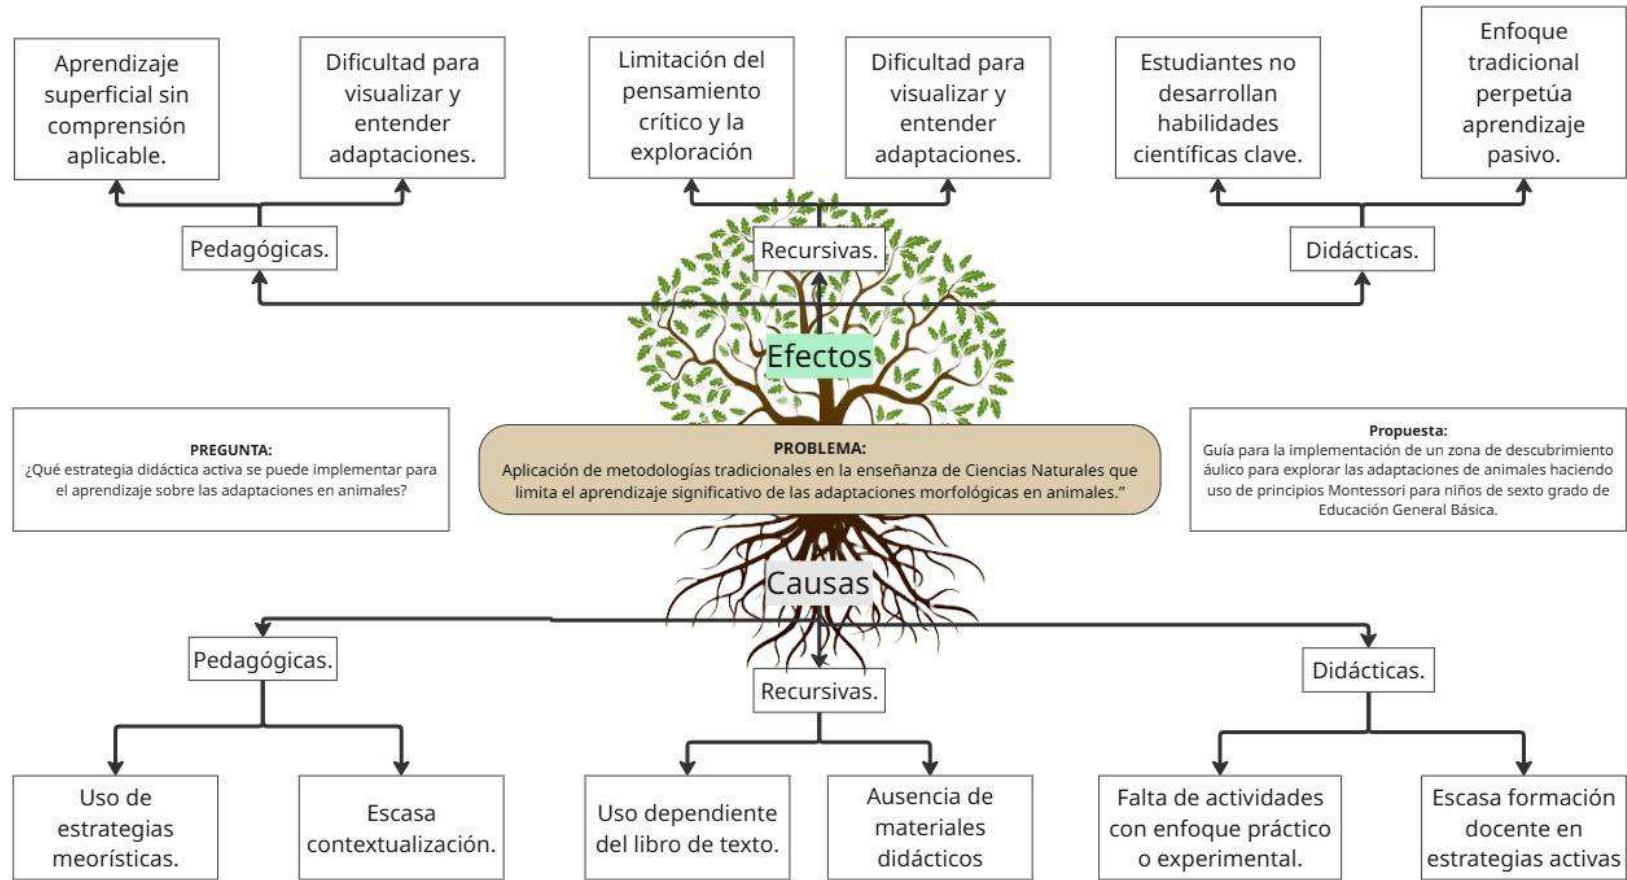 Aprendizaje
superficial sin
comprensión
aplicable.
Dificultad para
visualizar y
entender
adaptaciones.
Limitación del
pensamiento
crítico y la
exploración
Dificultad para
visualizar y
entender
adaptaciones.
Estudiantes no
desarrollan
habilidades
científicas clave.
Enfoque
tradicional
perpetúa
aprendizaje
pasivo.
Pedagógicas.
Recursivas.
Didácticas.
Efectos
PREGUNTA:
¿Qué estrategia didáctica activa se puede implementar para
el aprendizaje sobre las adaptaciones en animales?
PROBLEMA:
Aplicación de metodologías tradicionales en la enseñanza de Ciencias Naturales que
limita el aprendizaje significativo de las adaptaciones morfológicas en animales.”
Propuesta:
Guía para la implementación de un zona de descubrimiento
áulico para explorar las adaptaciones de animales haciendo
uso de principios Montessori para niños de sexto grado de
Educación General Básica.
Causas
Pedagógicas.
Recursivas.
Didácticas.
Uso de
estrategias
meorísticas.
Escasa
contextualización.
Uso dependiente
del libro de texto.
Ausencia de
materiales
didácticos
Falta de actividades
con enfoque práctico
o experimental.
Escasa formación
docente en
estrategias activas